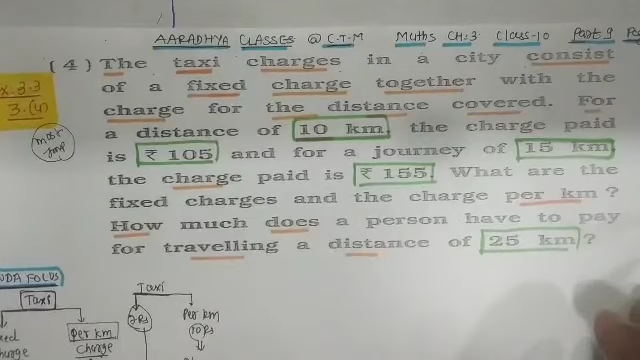 AARADHYA CLASSES @ C.T.M Maths CH:3 Class-10 Part 9
(4) The taxi charges in a city consist
of a fixed charge together with the
charge for the distance covered. For
a distance of 10 km, the charge paid
is ₹ 105 and for a journey of 15 km,
the charge paid is ₹ 155. What are the
fixed charges and the charge per km?
How much does a person have to pay
for travelling a distance of 25 km?
x. 3.3
3. (4)
most
Imp
UDA FOLDS
Taxi
xed
harge
Per km
Charge
Taxi
Per km
10 Rs